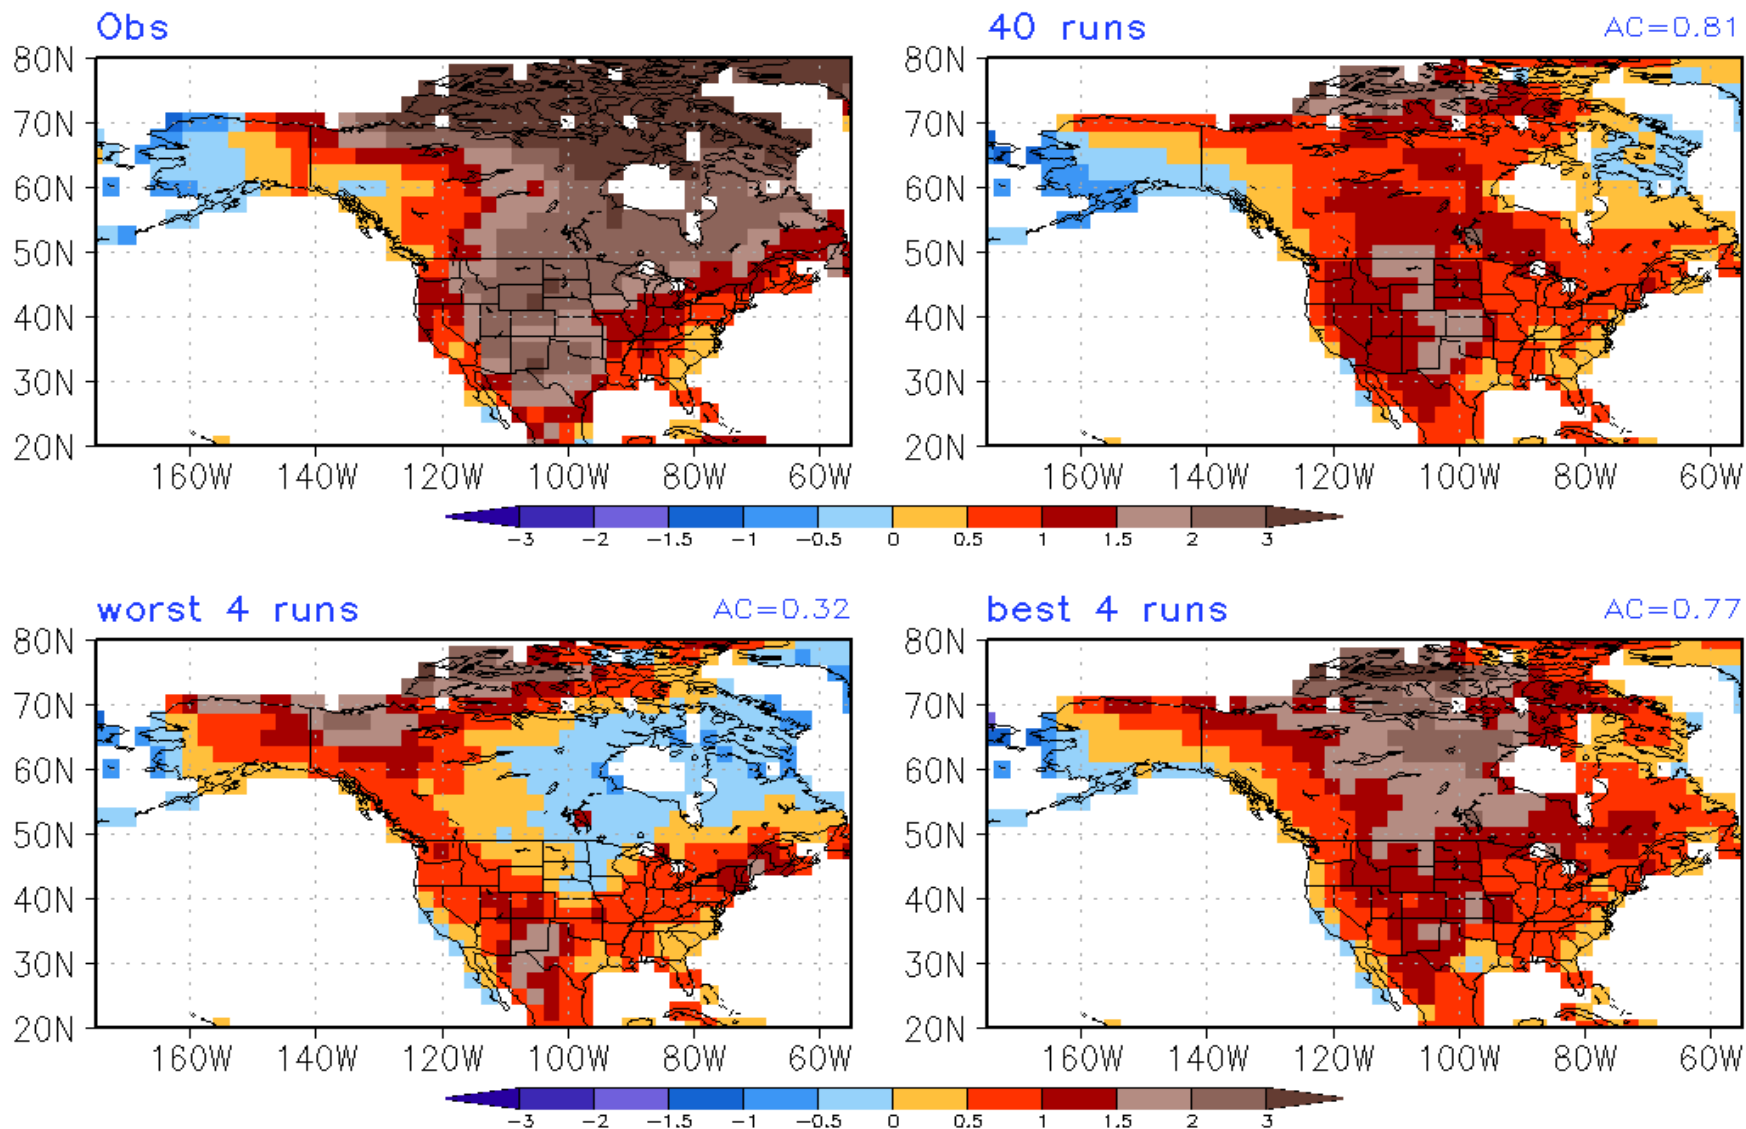 Obs
40 runs AC=0.81
80N 80N
70N 70N
60N 60N
50N 50N
40N 40N
30N 30N
20N 20N
160W 140W 120W 100W 80W 60W 160W 140W 120W 100W 80W 60W
-3 -2 -1.5 -1 -0.5 0 0.5 1 1.5 2 3
worst 4 runs AC=0.32
best 4 runs AC=0.77
80N 80N
70N 70N
60N 60N
50N 50N
40N 40N
30N 30N
20N 20N
160W 140W 120W 100W 80W 60W 160W 140W 120W 100W 80W 60W
-3 -2 -1.5 -1 -0.5 0 0.5 1 1.5 2 3